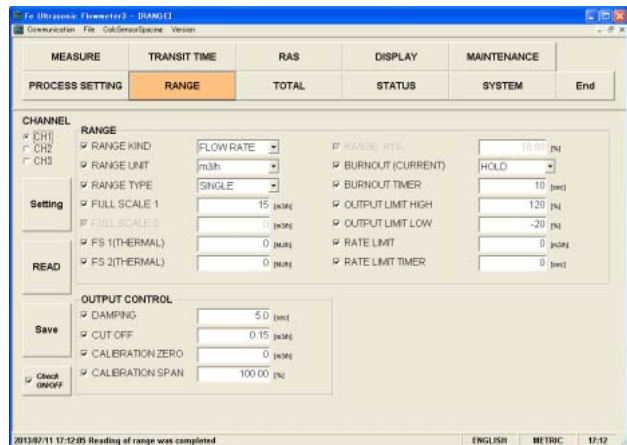 Fe Ultrasonic Flowmeter3 - [RANGE]
Communication File CalcSensorSpacing Version
MEASURE TRANSIT TIME RAS DISPLAY MAINTENANCE
PROCESS SETTING RANGE TOTAL STATUS SYSTEM End
CHANNEL
CH1
CH2
CH3
Setting
READ
Save
Check ON/OFF
RANGE
RANGE KIND FLOW RATE
RANGE UNIT m3/h
RANGE TYPE SINGLE
FULL SCALE 1 15 [m3/h]
FULL SCALE 2 0 [m3/h]
FS 1(THERMAL) 0 [MJ/h]
FS 2(THERMAL) 0 [MJ/h]
RANGE HYS. 10.00 [%]
BURNOUT (CURRENT) HOLD
BURNOUT TIMER 10 [sec]
OUTPUT LIMIT HIGH 120 [%]
OUTPUT LIMIT LOW -20 [%]
RATE LIMIT 0 [m3/h]
RATE LIMIT TIMER 0 [sec]
OUTPUT CONTROL
DAMPING 5.0 [sec]
CUT OFF 0.15 [m3/h]
CALIBRATION ZERO 0 [m3/h]
CALIBRATION SPAN 100.00 [%]
2013/07/11 17:12:05 Reading of range was completed
ENGLISH METRIC 17:12